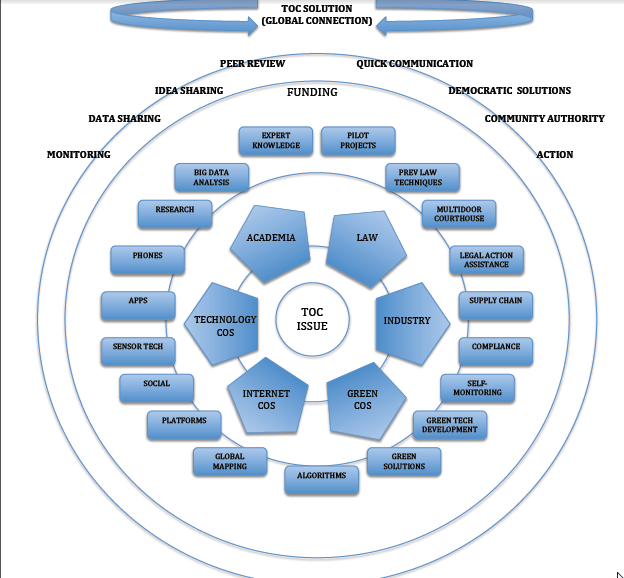 TOC SOLUTION
(GLOBAL CONNECTION)
PEER REVIEW
QUICK COMMUNICATION
IDEA SHARING
FUNDING
DEMOCRATIC SOLUTIONS
DATA SHARING
COMMUNITY AUTHORITY
MONITORING
ACTION
EXPERT
KNOWLEDGE
PILOT
PROJECTS
BIG DATA
ANALYSIS
PREV LAW
TECHNIQUES
RESEARCH
MULTIDOOR
COURTHOUSE
ACADEMIA
LAW
PHONES
LEGAL ACTION
ASSISTANCE
APPS
SUPPLY CHAIN
TECHNOLOGY
COS
TOC
ISSUE
INDUSTRY
SENSOR TECH
COMPLIANCE
SOCIAL
SELF-
MONITORING
INTERNET
COS
GREEN
COS
PLATFORMS
GREEN TECH
DEVELOPMENT
GLOBAL
MAPPING
GREEN
SOLUTIONS
ALGORITHMS